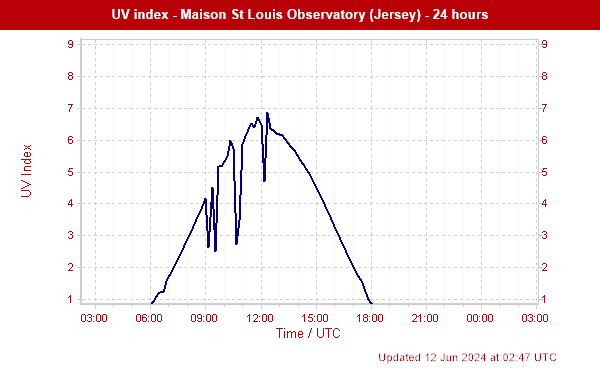 UV index - Maison St Louis Observatory (Jersey) - 24 hours
9 9
8 8
7 7
6 6
5 5
4 4
3 3
2 2
1 1
UV Index
03:00 06:00 09:00 12:00 15:00 18:00 21:00 00:00 03:00
Time / UTC
Updated 12 Jun 2024 at 02:47 UTC